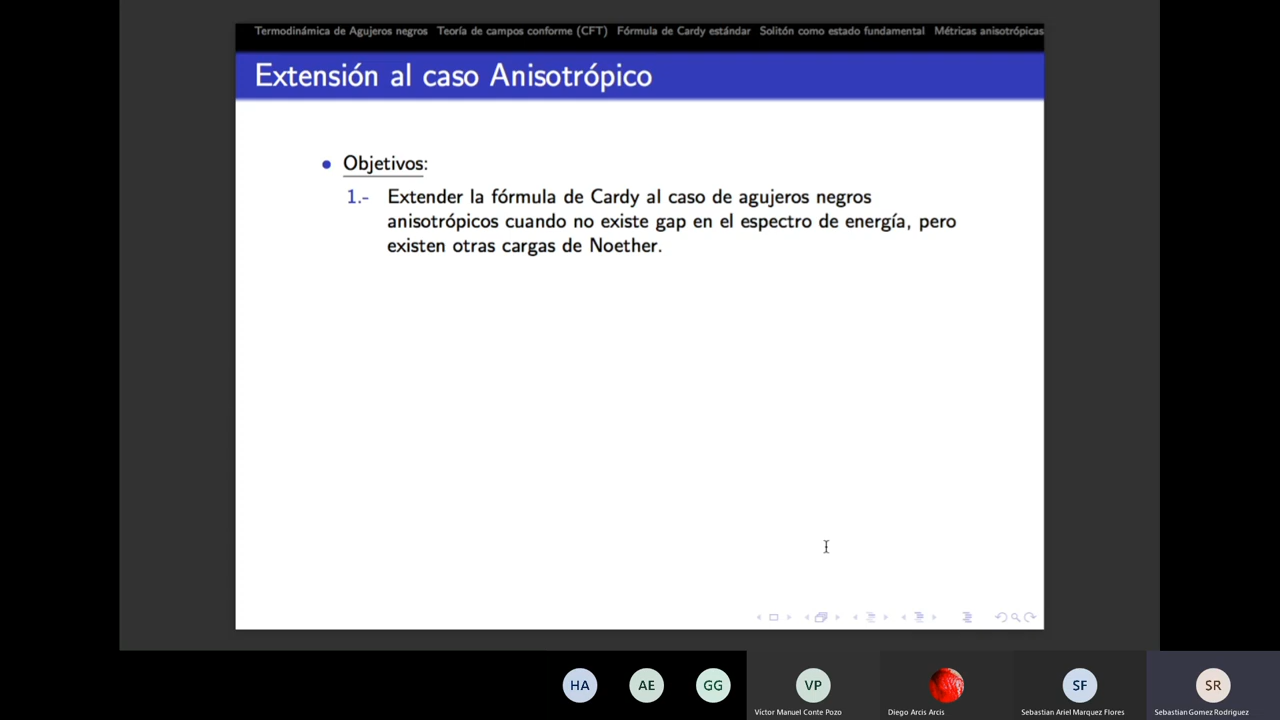 Termodinámica de Agujeros negros Teoría de campos conforme (CFT) Fórmula de Cardy estándar Solitón como estado fundamental Métricas anisotrópicas
Extensión al caso Anisotrópico
Objetivos:
1.- Extender la fórmula de Cardy al caso de agujeros negros
anisotrópicos cuando no existe gap en el espectro de energía, pero
existen otras cargas de Noether.
HA AE GG VP SF SR
Víctor Manuel Conte Pozo Diego Arcis Arcis Sebastian Ariel Marquez Flores Sebastian Gomez Rodriguez